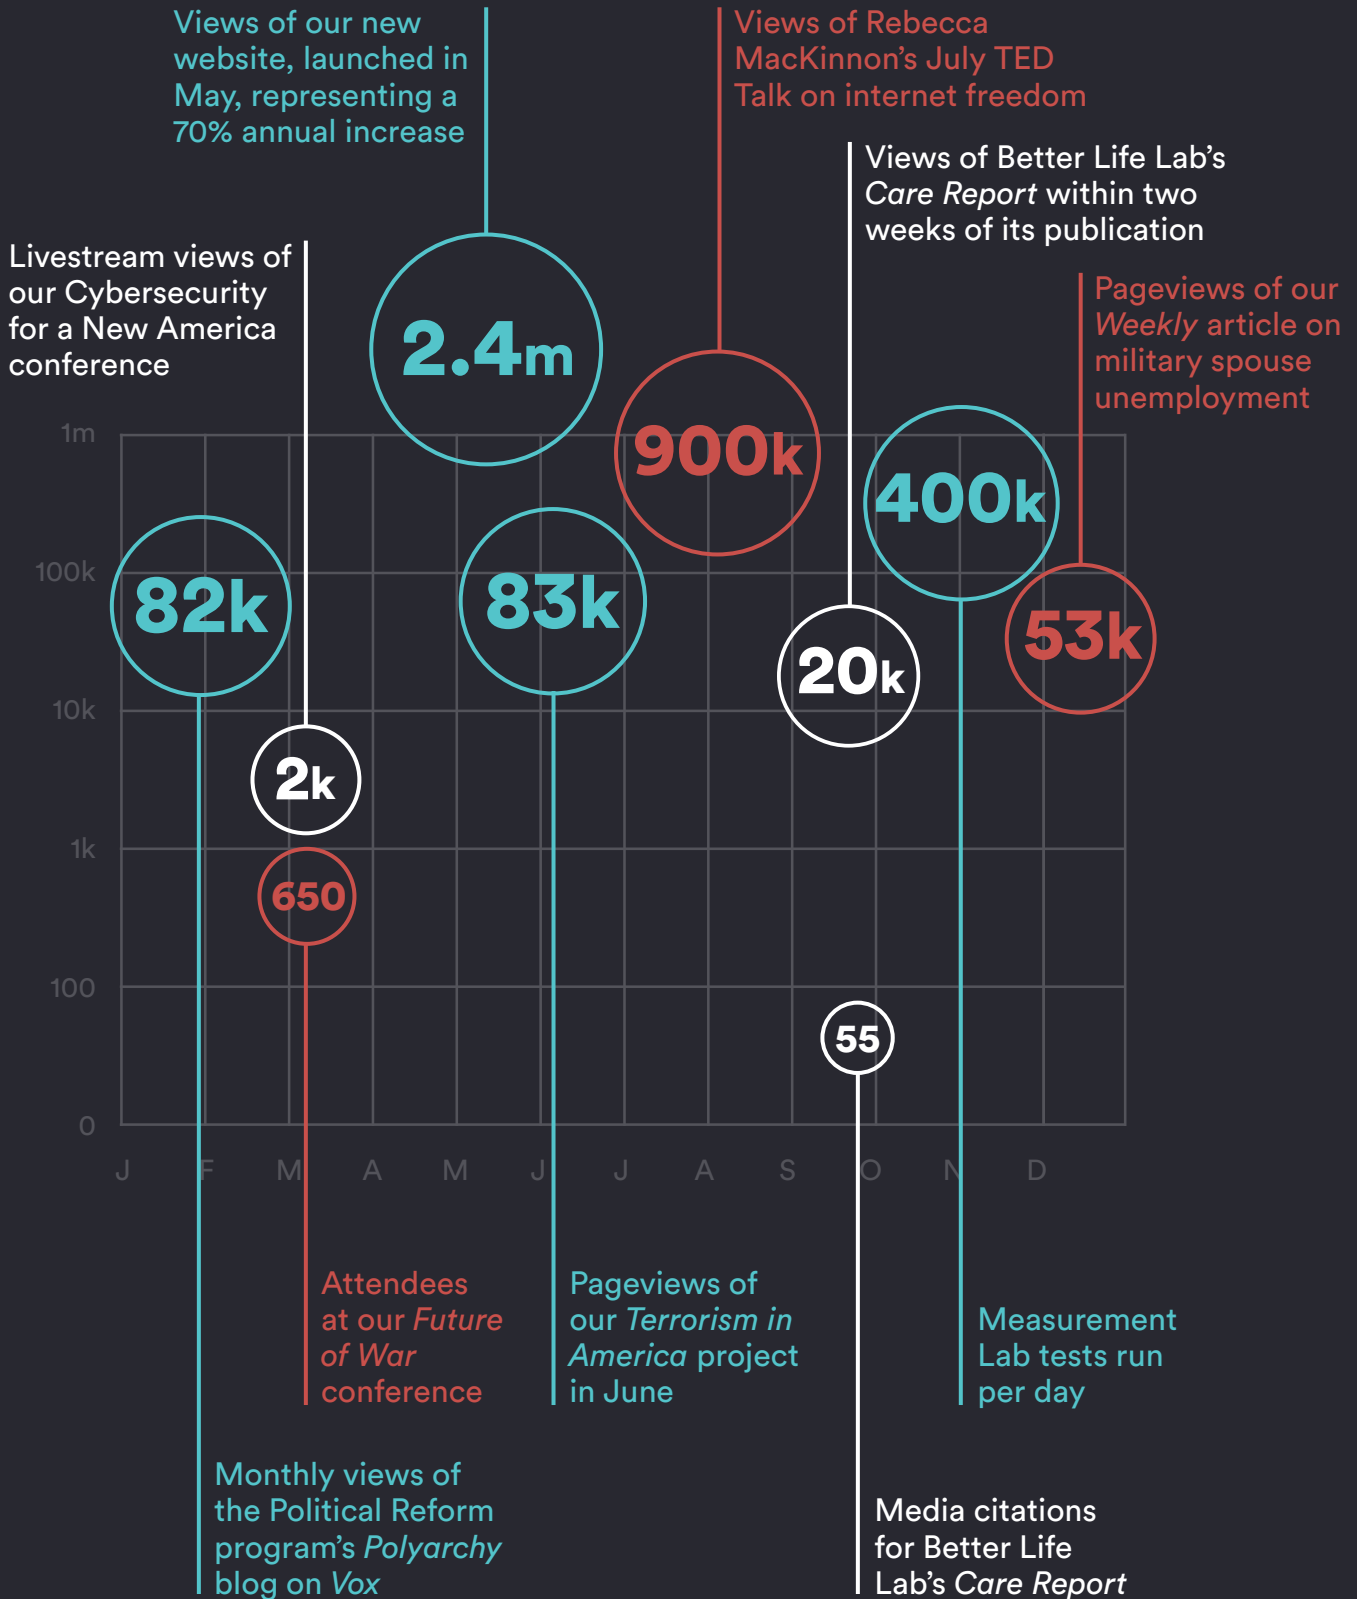 Views of our new
website, launched in
May, representing a
70% annual increase
Views of Rebecca
MacKinnon's July TED
Talk on internet freedom
Views of Better Life Lab's
Care Report within two
weeks of its publication
Livestream views of
our Cybersecurity
for a New America
conference
Pageviews of our
Weekly article on
military spouse
unemployment
2.4m
900k
400k
82k
83k
53k
20k
2k
650
55
1m
100k
10k
1k
100
0
J F M A M J J A S O N D
Attendees
at our Future
of War
conference
Pageviews of
our Terrorism in
America project
in June
Measurement
Lab tests run
per day
Monthly views of
the Political Reform
program's Polyarchy
blog on Vox
Media citations
for Better Life
Lab's Care Report